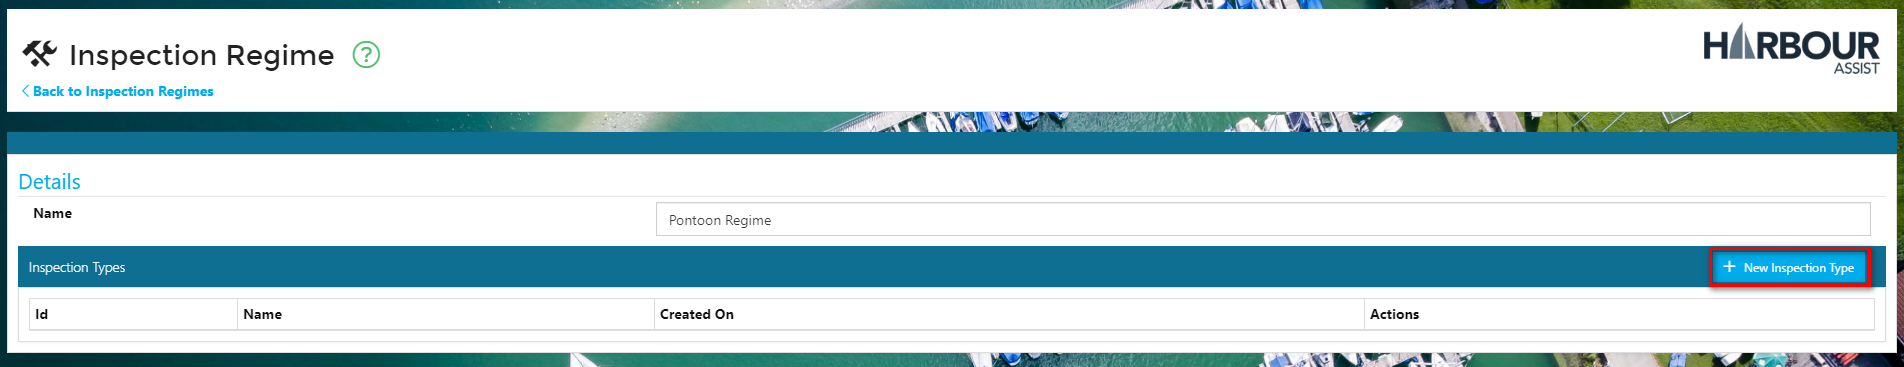 Inspection Regime ?
HARBOUR
ASSIST
Back to Inspection Regimes
Details
Name
Pontoon Regime
Inspection Types
+ New Inspection Type
Id Name Created On Actions